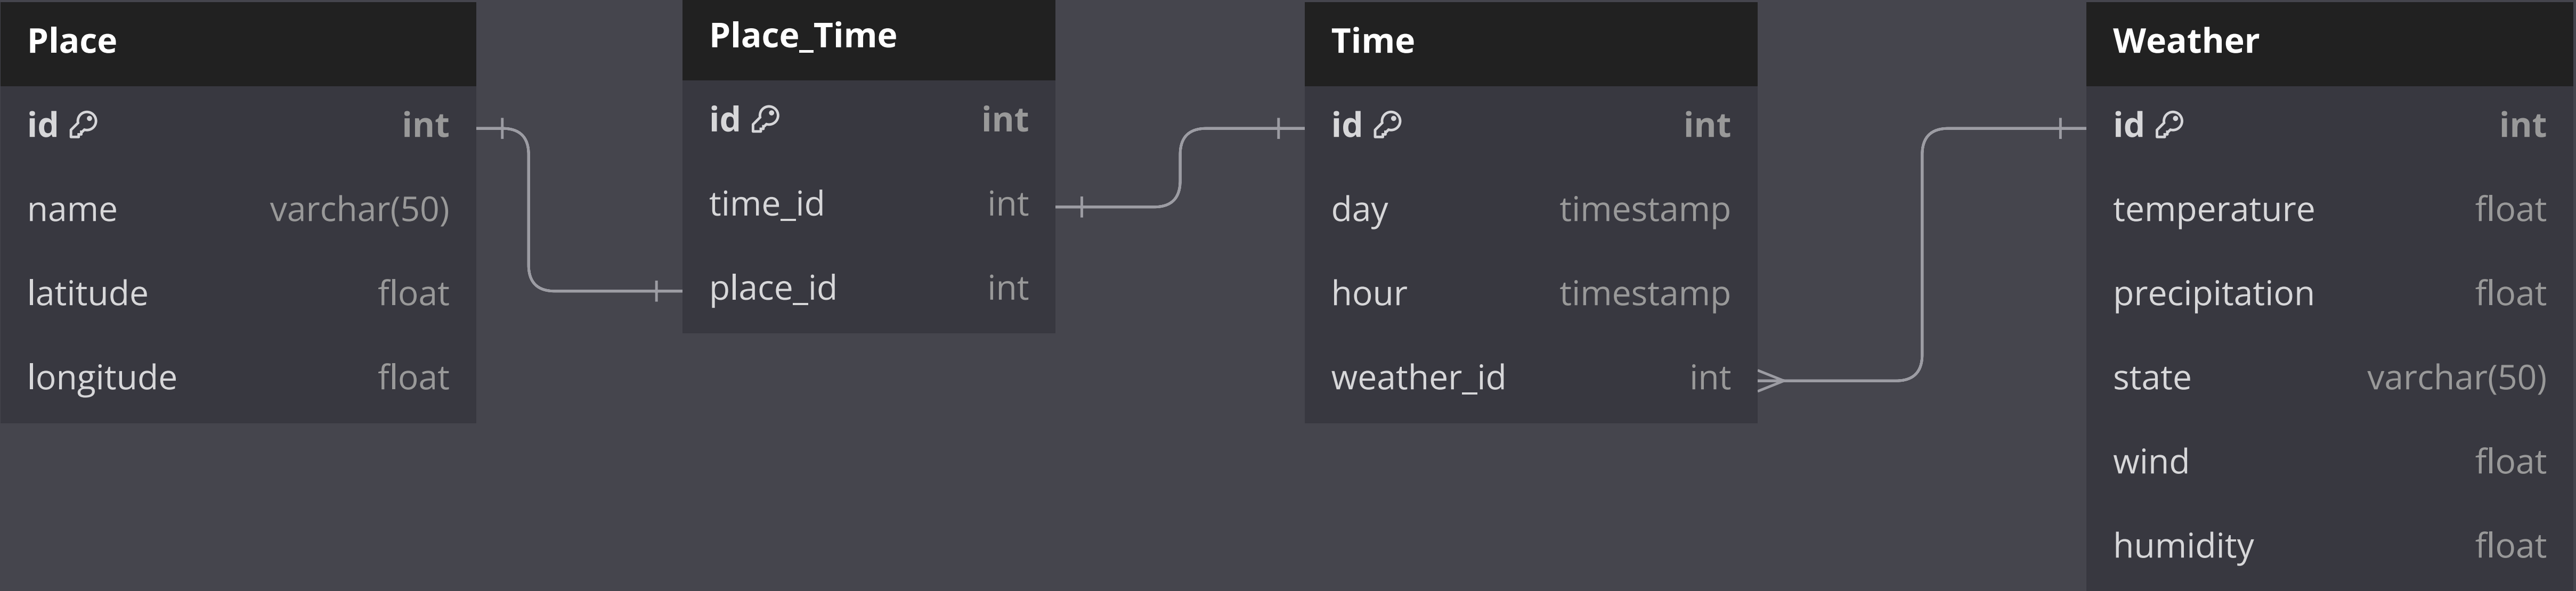 Place
id int
name varchar(50)
latitude float
longitude float
Place_Time
id int
time_id int
place_id int
Time
id int
day timestamp
hour timestamp
weather_id int
Weather
id int
temperature float
precipitation float
state varchar(50)
wind float
humidity float